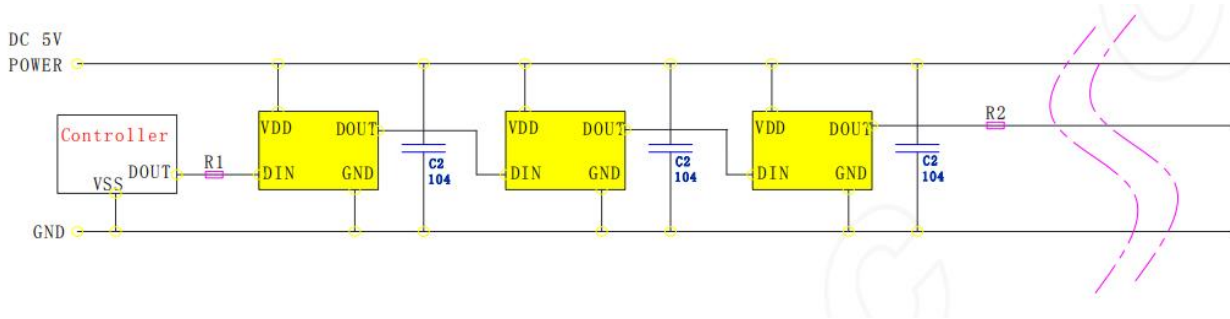 DC 5V
POWER
Controller
DOUT
VSS
R1
VDD
DOUT
DIN
GND
C2
104
VDD
DOUT
DIN
GND
C2
104
VDD
DOUT
DIN
GND
C2
104
R2
GND